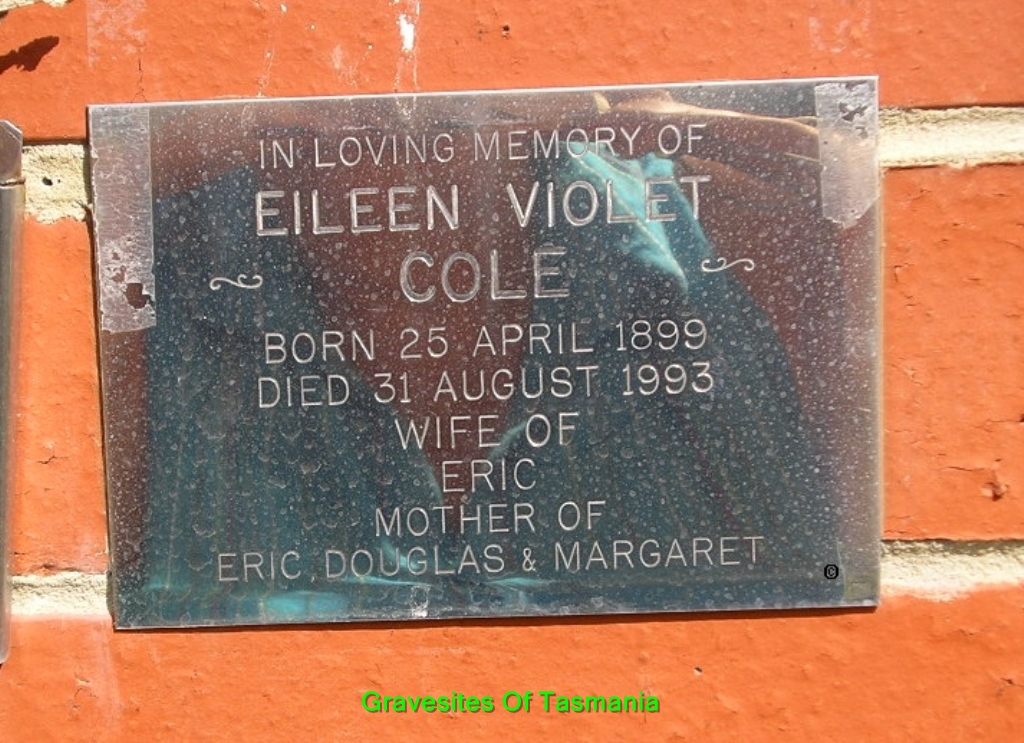 IN LOVING MEMORY OF
EILEEN VIOLET
COLE
BORN 25 APRIL 1899
DIED 31 AUGUST 1993
WIFE OF
ERIC
MOTHER OF
ERIC, DOUGLAS & MARGARET
©
Gravesites Of Tasmania